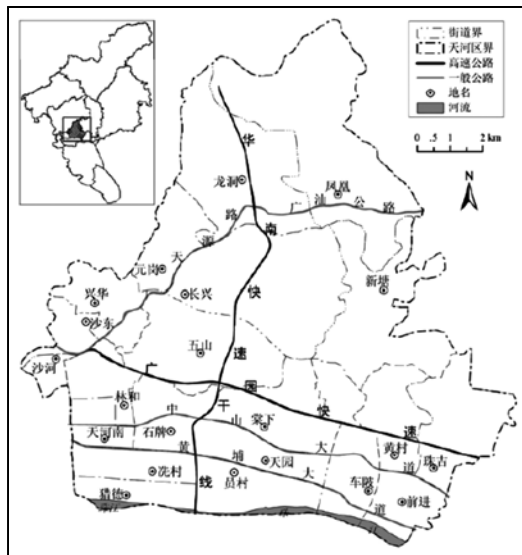 街道界
天河区界
高速公路
一般公路
地名
河流
0 1 2 km
N
华南快速干线
龙洞
凤凰
广汕公路
天源路
元岗
长兴
新塘
兴华
沙东
沙河
五山
广园快速
林和
中山大道
棠下
天河南
石牌
黄埔大道
黄村
珠吉
冼村
员村
天园
车陂
前进
猎德